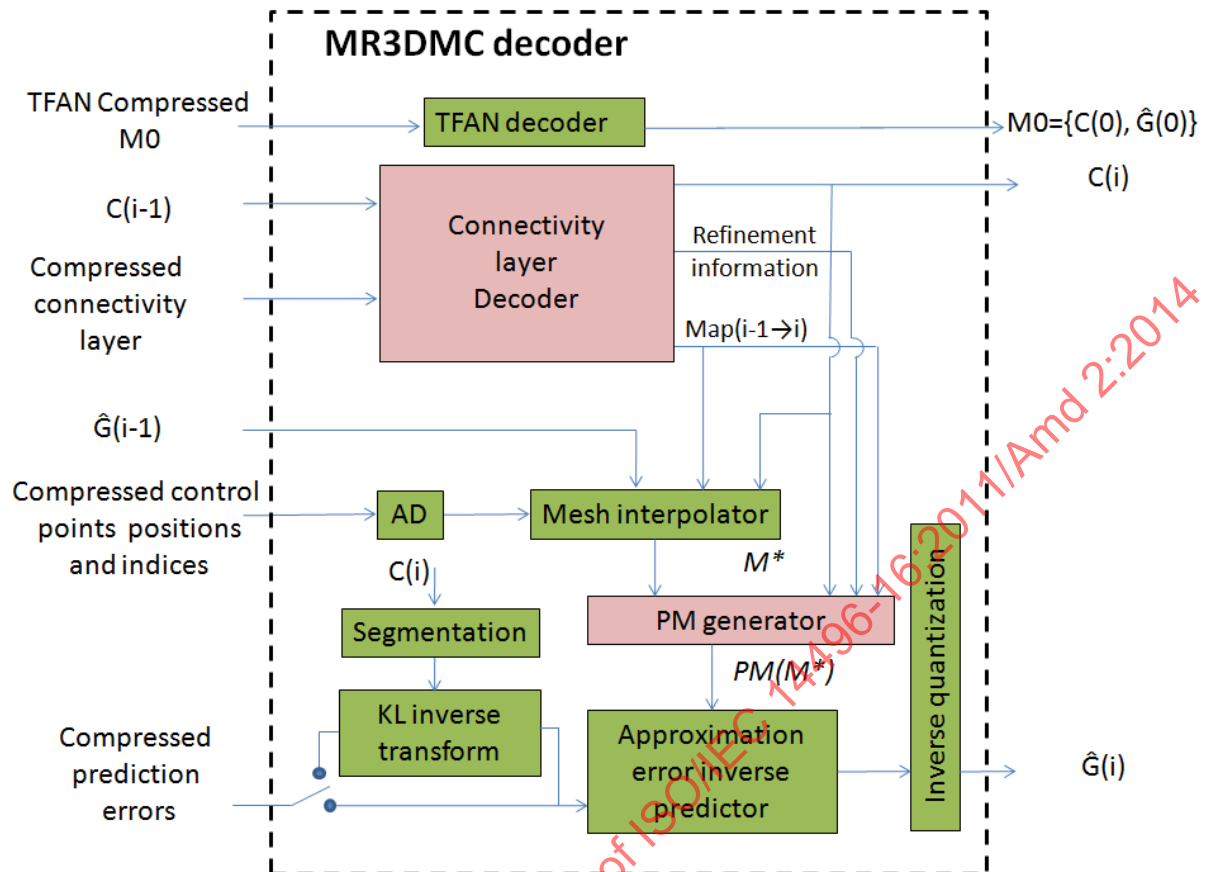 MR3DMC decoder
TFAN Compressed
M0
TFAN decoder
M0={C(0), Ĝ(0)}
C(i-1)
C(i)
Connectivity
layer
Decoder
Refinement
information
Compressed
connectivity
layer
Map(i-1→i)
Ĝ(i-1)
Compressed control
points positions
and indices
AD
Mesh interpolator
M*
C(i)
Segmentation
PM generator
PM(M*)
KL inverse
transform
Compressed
prediction
errors
Approximation
error inverse
predictor
Inverse quantization
Ĝ(i)
of ISO/IEC 14496-16:2011/Amd 2:2014